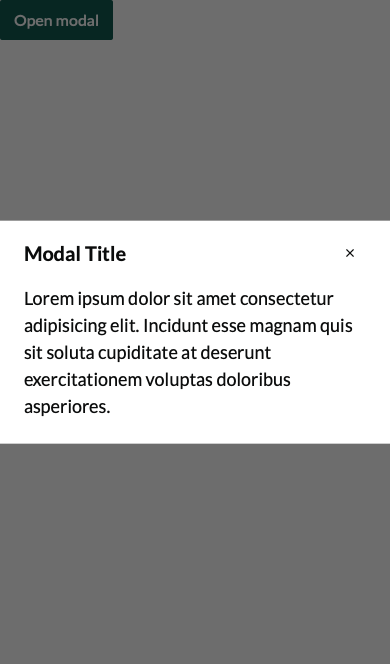 Open modal
Modal Title
×
Lorem ipsum dolor sit amet consectetur
adipisicing elit. Incidunt esse magnam quis
sit soluta cupiditate at deserunt
exercitationem voluptas doloribus
asperiores.